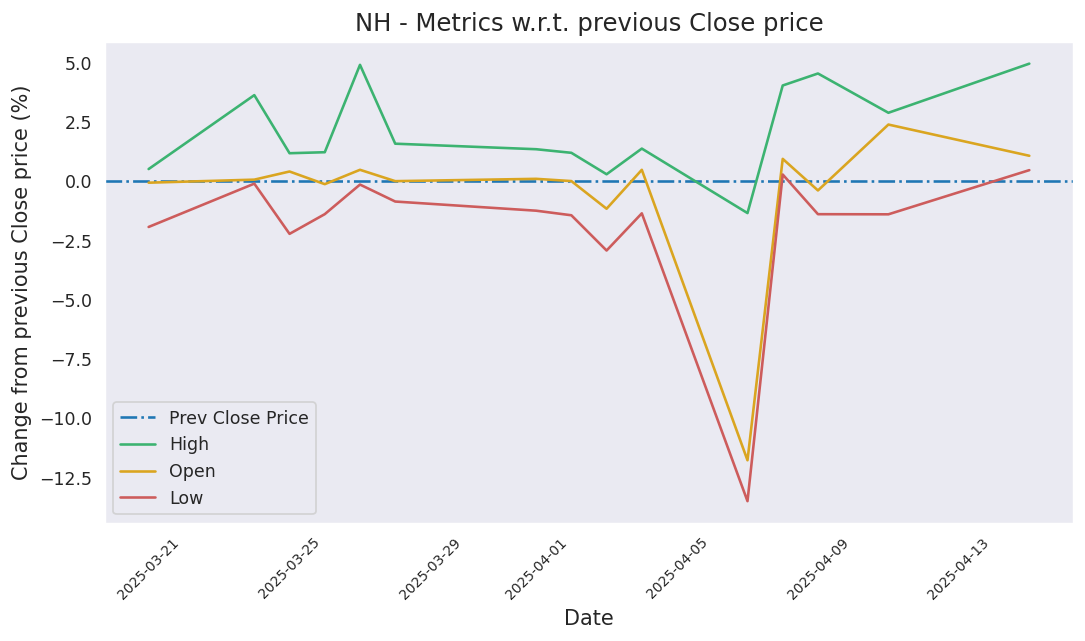 NH - Metrics w.r.t. previous Close price
Change from previous Close price (%)
5.0
2.5
0.0
−2.5
−5.0
−7.5
−10.0
−12.5
Prev Close Price
High
Open
Low
2025-03-21
2025-03-25
2025-03-29
2025-04-01
2025-04-05
2025-04-09
2025-04-13
Date